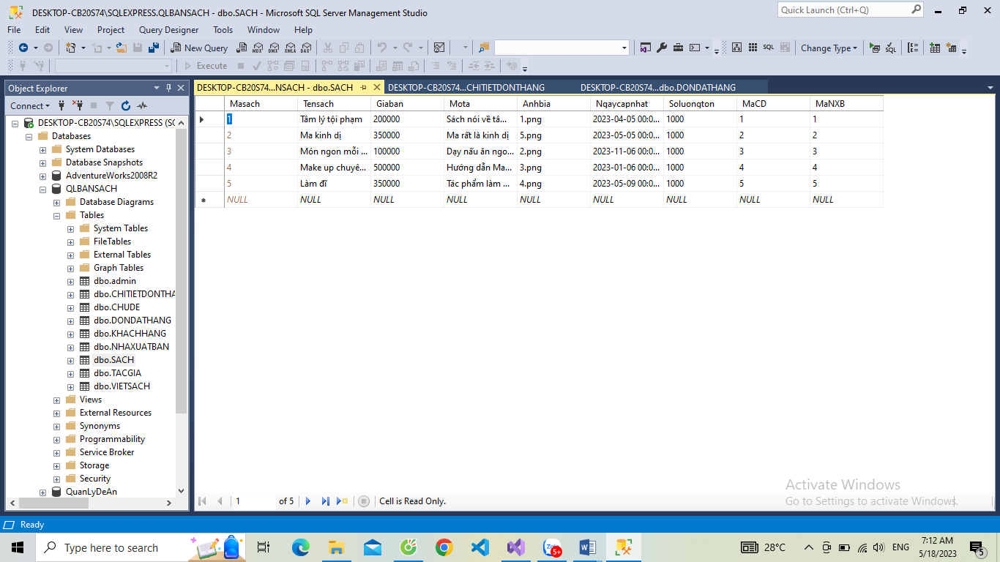 DESKTOP-CB20S74\SQLEXPRESS.QLBANSACH - dbo.SACH - Microsoft SQL Server Management Studio
Quick Launch (Ctrl+Q)
File Edit View Project Query Designer Tools Window Help
New Query MDX DMX XMLA DAX SQL Change Type SQL
Execute
Object Explorer
DESKTOP-CB20S74...NSACH - dbo.SACH DESKTOP-CB20S74...CHITIETDONTHANG DESKTOP-CB20S74...dbo.DONDATHANG
Connect
DESKTOP-CB20S74\SQLEXPRESS (SQ
Databases
System Databases
Database Snapshots
AdventureWorks2008R2
QLBANSACH
Database Diagrams
Tables
System Tables
FileTables
External Tables
Graph Tables
dbo.admin
dbo.CHITIETDONTHA
dbo.CHUDE
dbo.DONDATHANG
dbo.KHACHHANG
dbo.NHAXUATBAN
dbo.SACH
dbo.TACGIA
dbo.VIETSACH
Views
External Resources
Synonyms
Programmability
Service Broker
Storage
Security
QuanLyDeAn
Masach Tensach Giaban Mota Anhbia Ngaycapnhat Soluongton MaCD MaNXB
1 Tâm lý tội phạm 200000 Sách nói về tâ... 1.png 2023-04-05 00:0... 1000 1 1
2 Ma kinh dị 350000 Ma rất là kinh dị 5.png 2023-05-05 00:0... 1000 2 2
3 Món ngon mỗi ... 100000 Dạy nấu ăn ngo... 2.png 2023-11-06 00:0... 1000 3 3
4 Make up chuyê... 500000 Hướng dẫn Ma... 3.png 2023-01-06 00:0... 1000 4 4
5 Làm đĩ 350000 Tác phẩm làm ... 4.png 2023-05-09 00:0... 1000 5 5
NULL NULL NULL NULL NULL NULL NULL NULL NULL
1 of 5 Cell is Read Only.
Activate Windows
Go to Settings to activate Windows.
Ready
Type here to search
5+
28°C
ENG
7:12 AM
5/18/2023
5